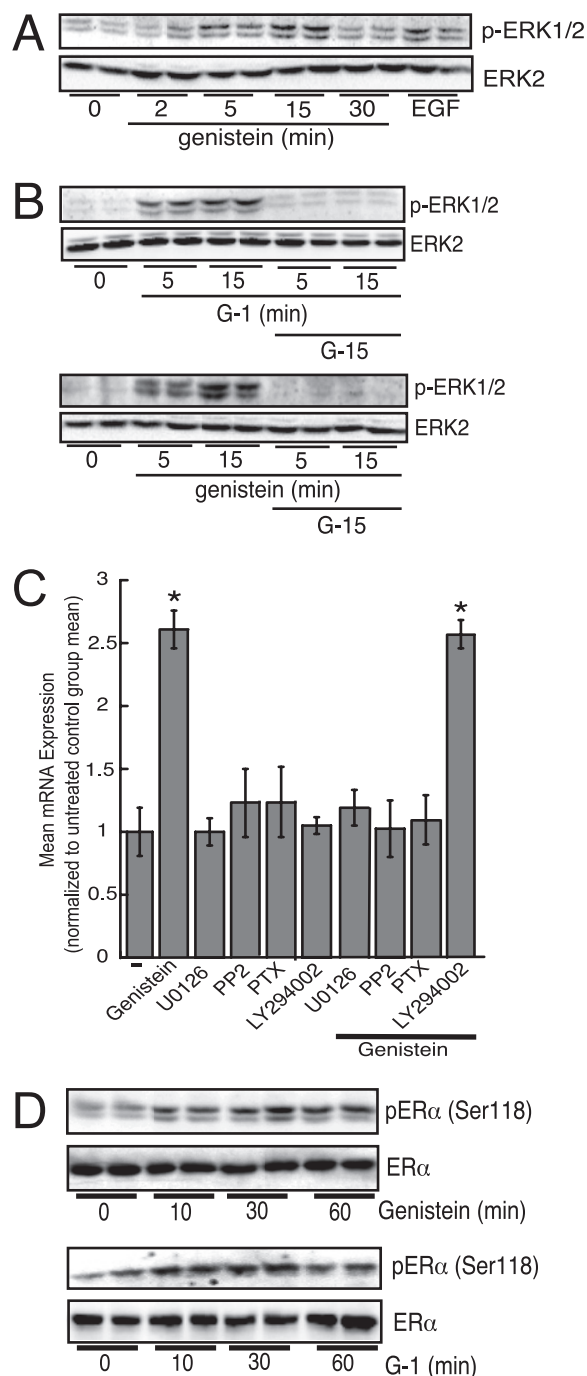 A
p-ERK1/2
ERK2
0 2 5 15 30 EGF
genistein (min)
B
p-ERK1/2
ERK2
0 5 15 5 15
G-1 (min)
G-15
p-ERK1/2
ERK2
0 5 15 5 15
genistein (min)
G-15
C
Mean mRNA Expression
(normalized to untreated control group mean)
3
2.5
2
1.5
1
0.5
0
* *
- Genistein U0126 PP2 PTX LY294002 U0126 PP2 PTX LY294002
Genistein
D
pERα (Ser118)
ERα
0 10 30 60 Genistein (min)
pERα (Ser118)
ERα
0 10 30 60
G-1 (min)